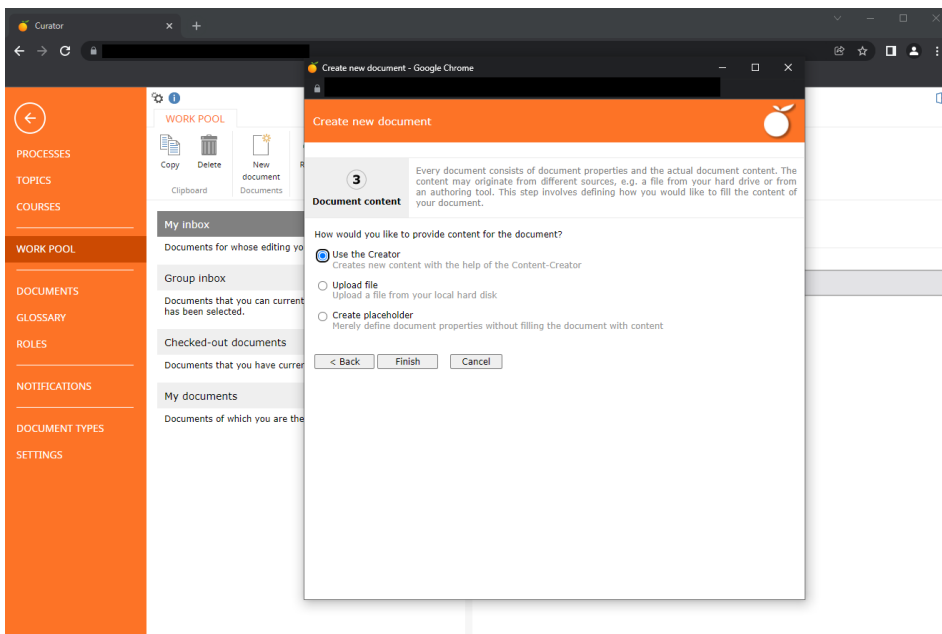 Curator
Create new document - Google Chrome
Create new document
WORK POOL
PROCESSES
TOPICS
COURSES
WORK POOL
DOCUMENTS
GLOSSARY
ROLES
NOTIFICATIONS
DOCUMENT TYPES
SETTINGS
Copy
Delete
New
document
Clipboard
Documents
My inbox
Documents for whose editing yo
Group inbox
Documents that you can current
has been selected.
Checked-out documents
Documents that you have curren
My documents
Documents of which you are the
3
Document content
Every document consists of document properties and the actual document content. The
content may originate from different sources, e.g. a file from your hard drive or from
an authoring tool. This step involves defining how you would like to fill the content of
your document.
How would you like to provide content for the document?
Use the Creator
Creates new content with the help of the Content-Creator
Upload file
Upload a file from your local hard disk
Create placeholder
Merely define document properties without filling the document with content
< Back
Finish
Cancel